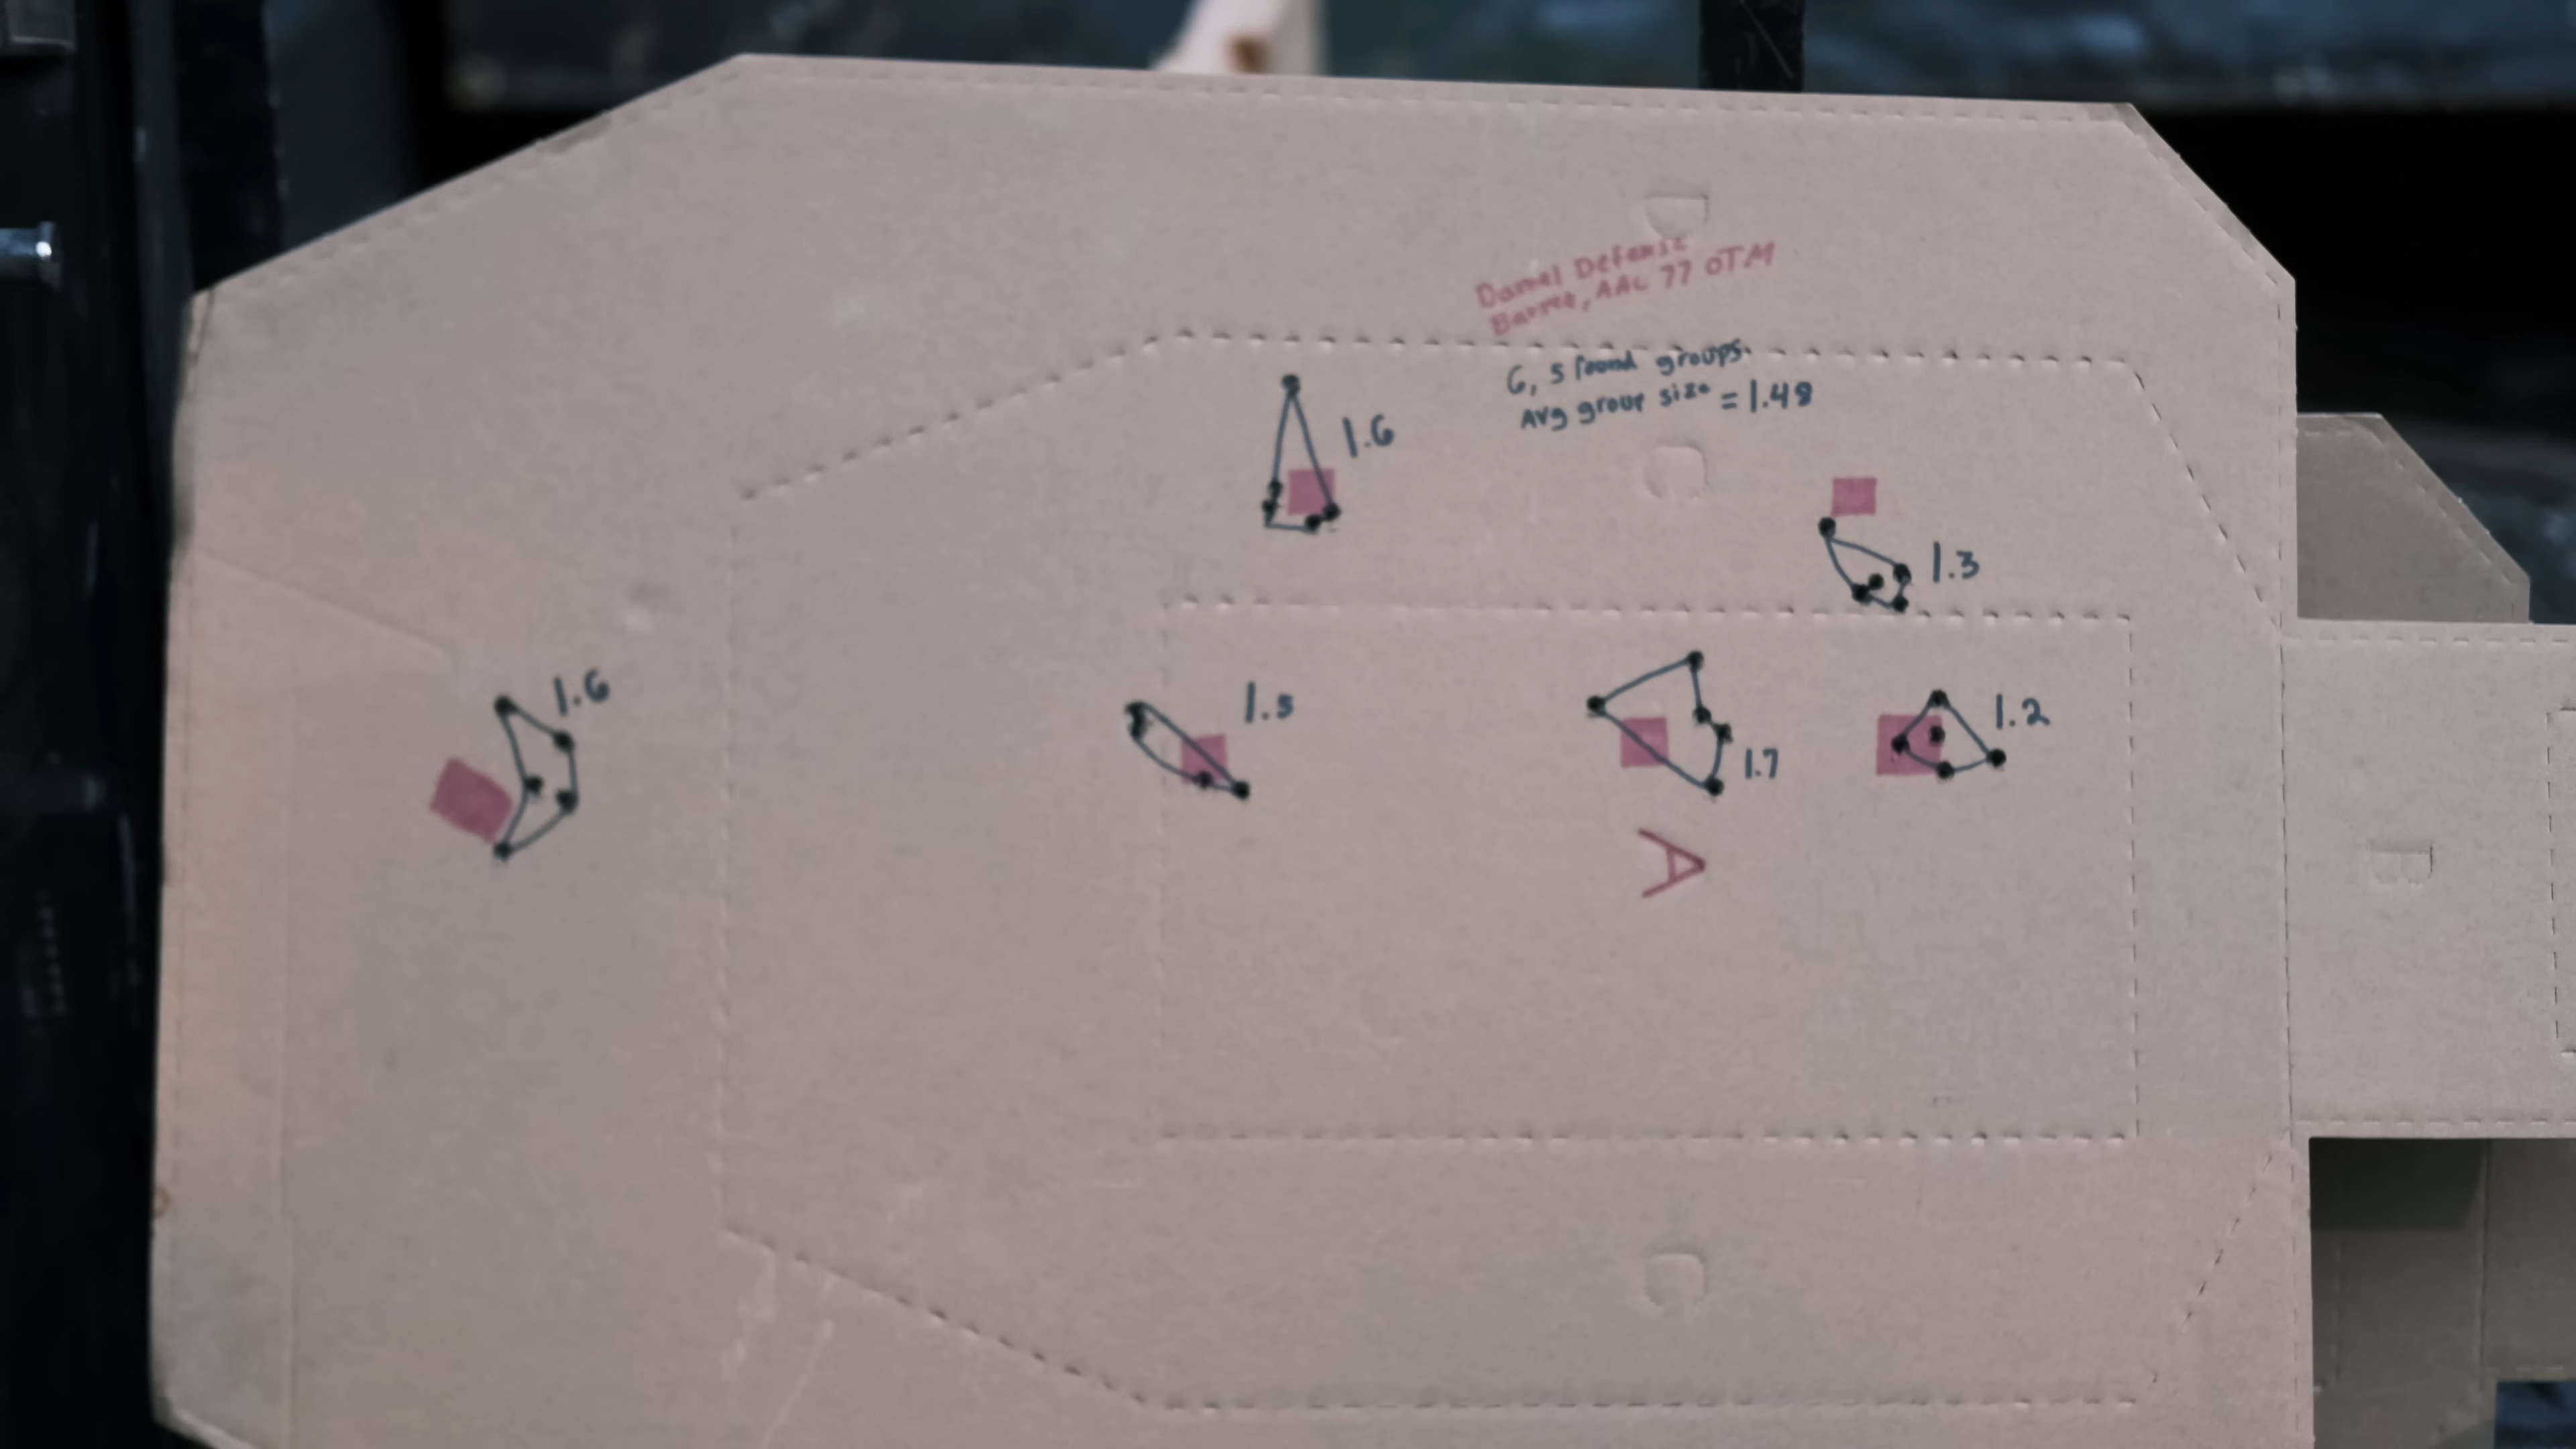 Daniel Defense
Barrel, AAC 77 OTM
6, 5 round groups.
Avg group size = 1.48
1.6
1.3
1.6
1.5
1.7
1.2
A
D
C
C
B